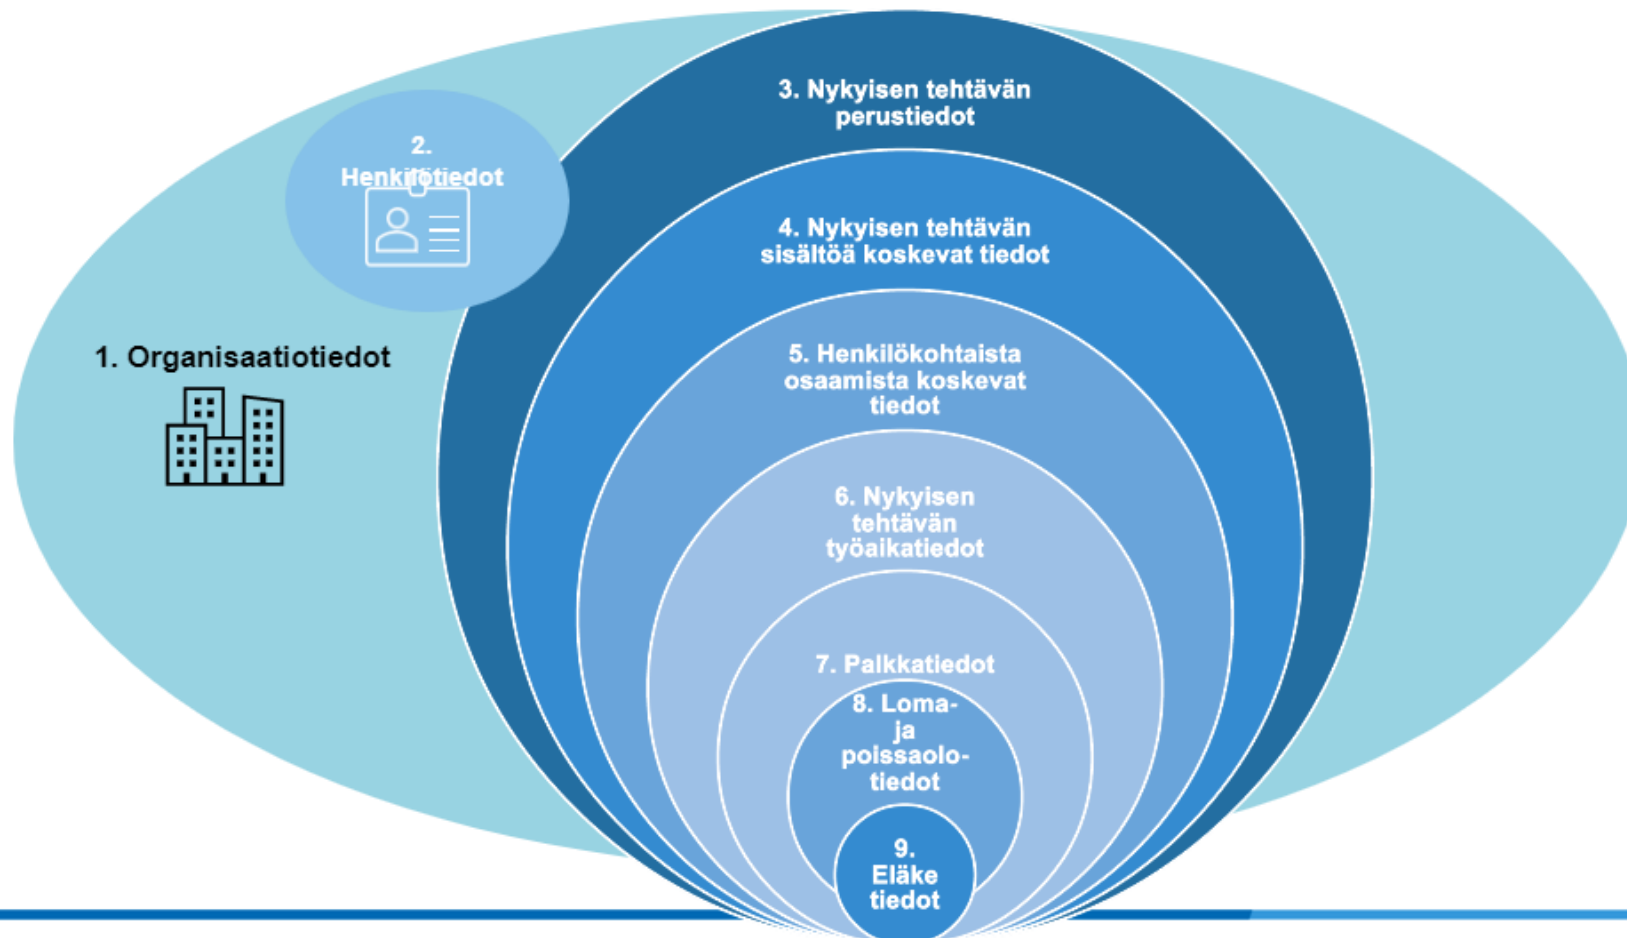 3. Nykyisen tehtävän
perustiedot
2.
Henkilötiedot
4. Nykyisen tehtävän
sisältöä koskevat tiedot
1. Organisaatiotiedot
5. Henkilökohtaista
osaamista koskevat
tiedot
6. Nykyisen
tehtävän
työaikatiedot
7. Palkkatiedot
8. Loma-
ja
poissaolo-
tiedot
9.
Eläke
tiedot